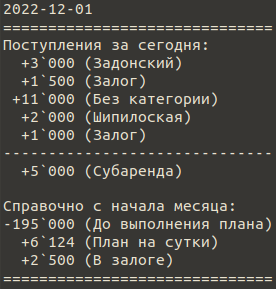 2022-12-01
==============================
Поступления за сегодня:
  +3`000 (Задонский)
  +1`500 (Залог)
 +11`000 (Без категории)
  +2`000 (Шипилоская)
  +1`000 (Залог)
------------------------------
  +5`000 (Субаренда)

Справочно с начала месяца:
-195`000 (До выполнения плана)
  +6`124 (План на сутки)
  +2`500 (В залоге)
==============================